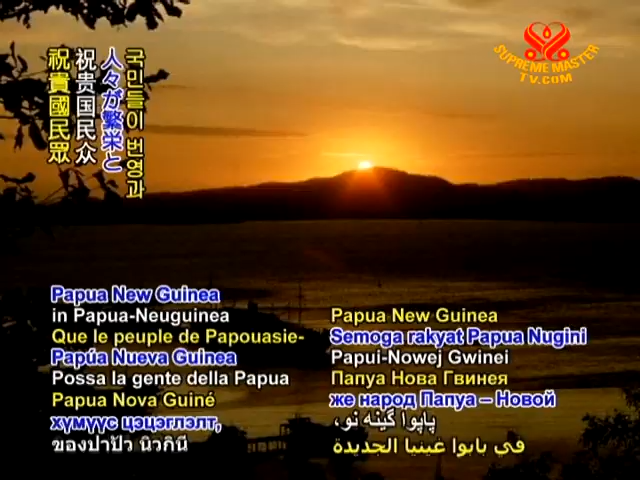 祝貴國民眾
祝贵国民众
人々が繁栄と
국민들이 번영과
SUPREME MASTER
TV.COM
Papua New Guinea
in Papua-Neuguinea
Que le peuple de Papouasie-
Papúa Nueva Guinea
Possa la gente della Papua
Papua Nova Guiné
хүмүүс цэцэглэлт,
ของปาปัว นิวกินี
Papua New Guinea
Semoga rakyat Papua Nugini
Papui-Nowej Gwinei
Папуа Нова Гвинея
же народ Папуа – Новой
پاپوا گینه نو،
في بابوا غينيا الجديدة